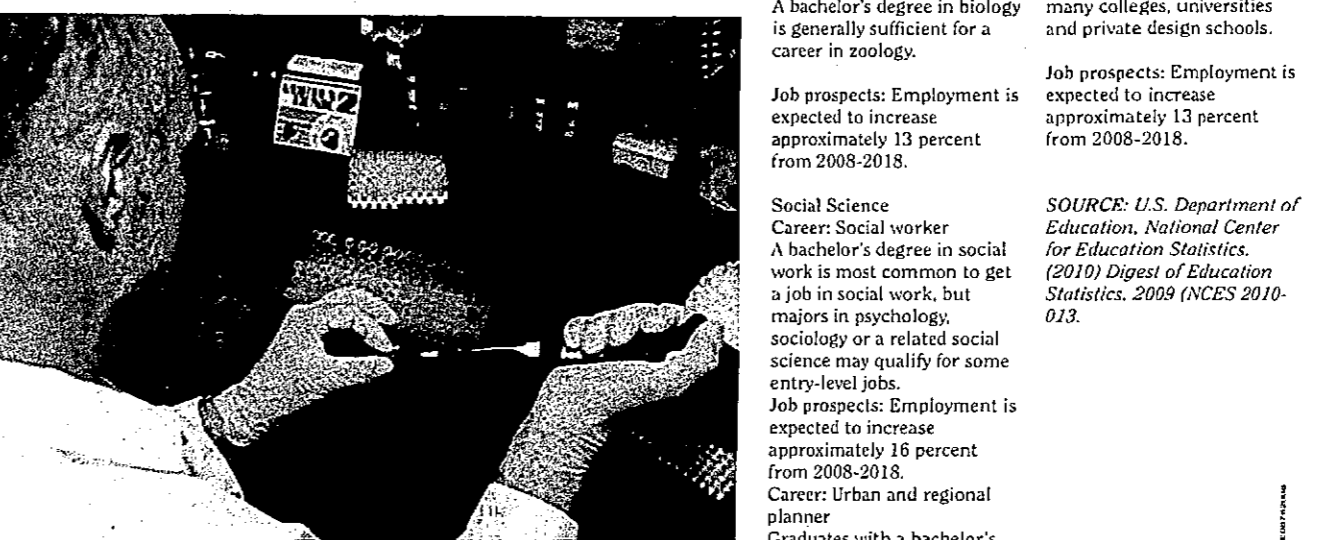 A bachelor's degree in biology
is generally sufficient for a
career in zoology.
Job prospects: Employment is
expected to increase
approximately 13 percent
from 2008-2018.
Social Science
Career: Social worker
A bachelor's degree in social
work is most common to get
a job in social work, but
majors in psychology,
sociology or a related social
science may qualify for some
entry-level jobs.
Job prospects: Employment is
expected to increase
approximately 16 percent
from 2008-2018.
Career: Urban and regional
planner
Graduates with a bachelor's
many colleges, universities
and private design schools.
Job prospects: Employment is
expected to increase
approximately 13 percent
from 2008-2018.
SOURCE: U.S. Department of
Education, National Center
for Education Statistics.
(2010) Digest of Education
Statistics, 2009 (NCES 2010-
013.
WW2